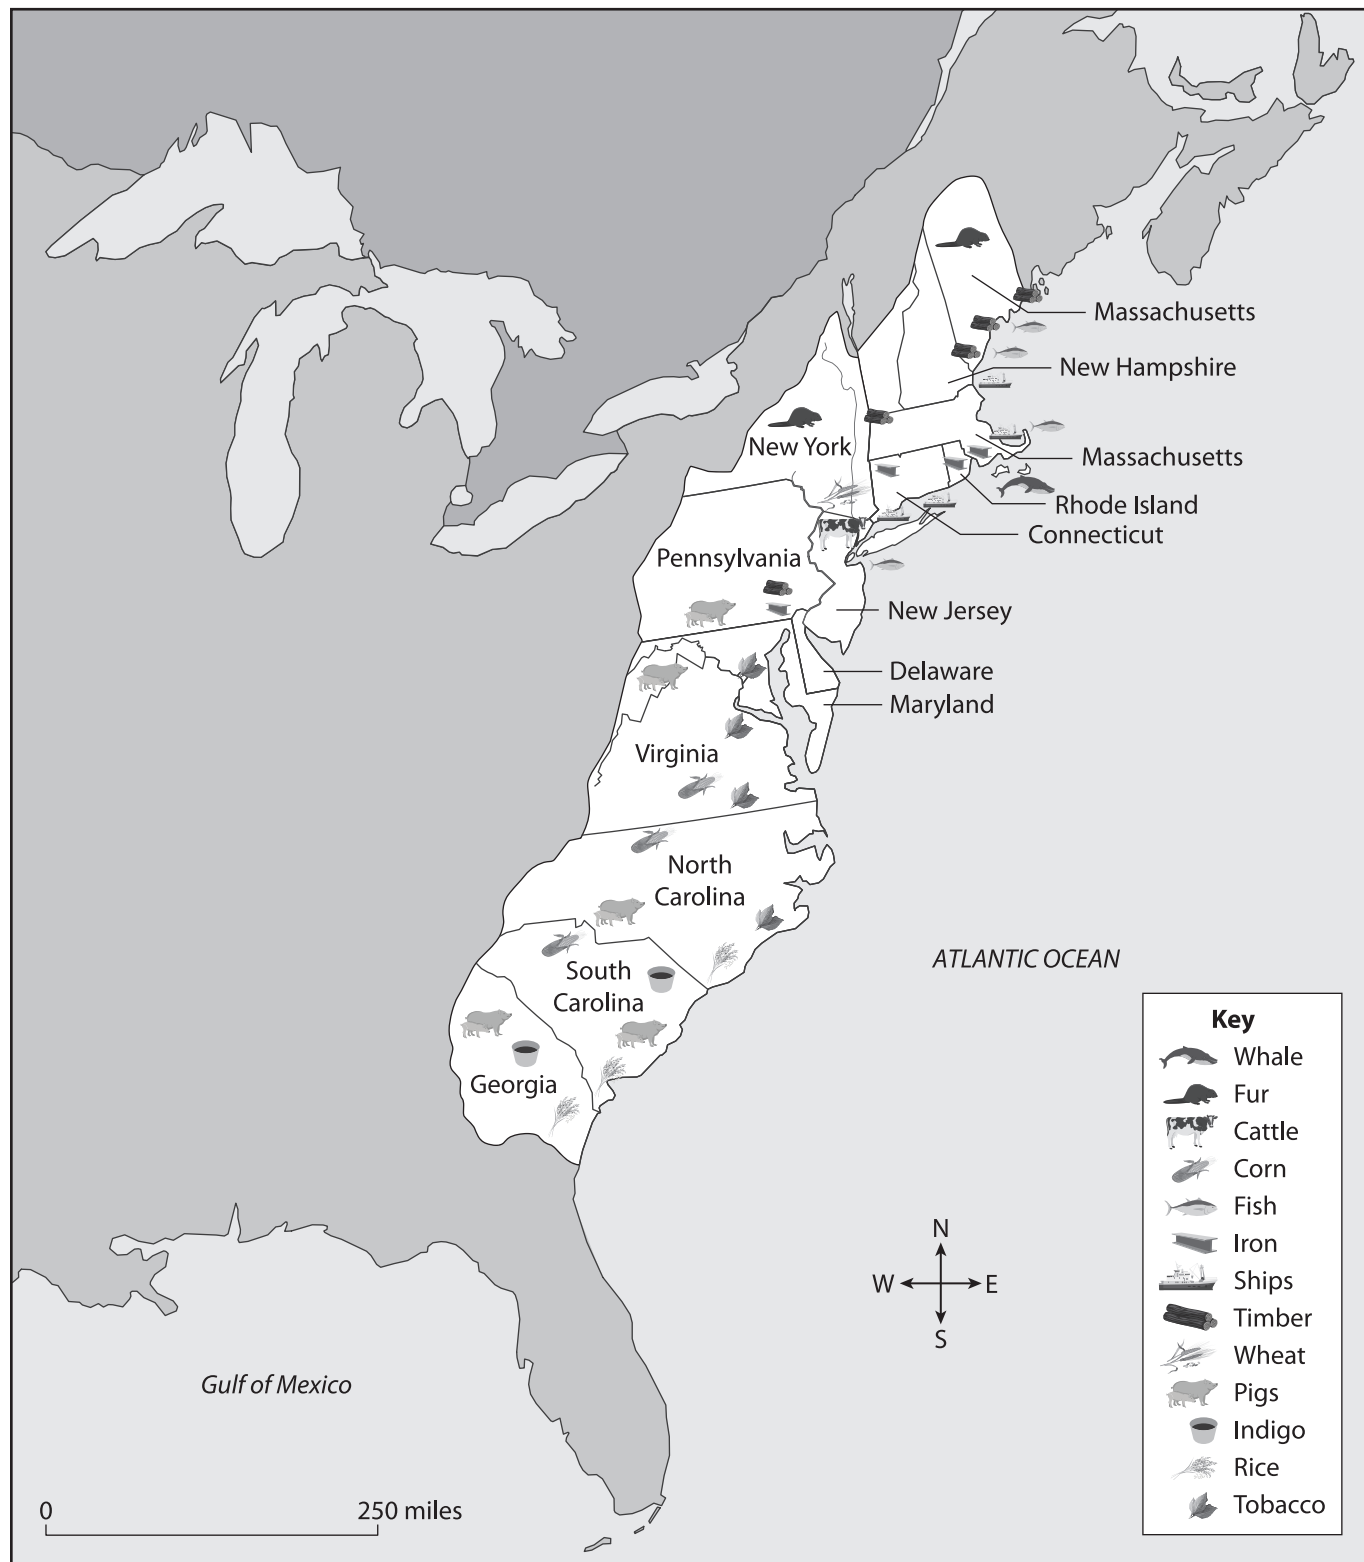 Massachusetts
New Hampshire
New York
Massachusetts
Rhode Island
Connecticut
Pennsylvania
New Jersey
Delaware
Maryland
Virginia
North
Carolina
ATLANTIC OCEAN
South
Carolina
Georgia
Key
Whale
Fur
Cattle
Corn
Fish
Iron
Ships
Timber
Wheat
Pigs
Indigo
Rice
Tobacco
N
W E
S
Gulf of Mexico
0 250 miles